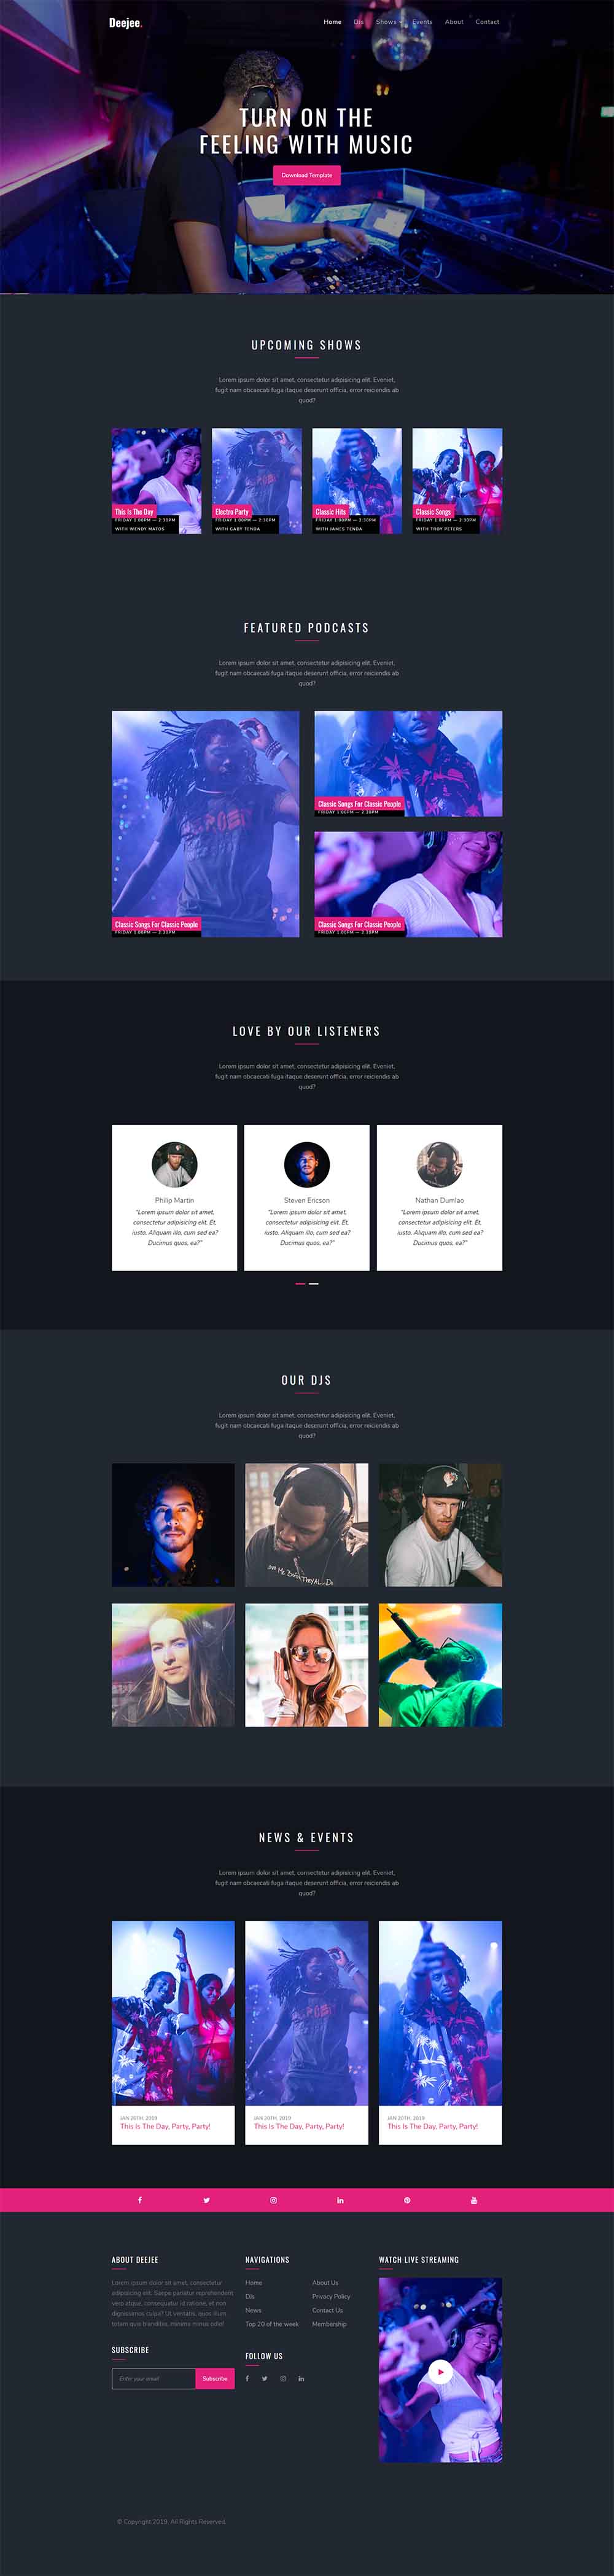 Deejee.
Home DJs Shows Events About Contact
TURN ON THE
FEELING WITH MUSIC
Download Template
UPCOMING SHOWS
Lorem ipsum dolor sit amet, consectetur adipisicing elit. Eveniet,
fugit nam obcaecati fuga itaque deserunt officia, error reiciendis ab
quod?
This Is The Day
FRIDAY 1:00PM — 2:30PM
WITH WENDY MATOS
Electro Party
FRIDAY 1:00PM — 2:30PM
WITH GABY TENDA
Classic Hits
FRIDAY 1:00PM — 2:30PM
WITH JAMES TENDA
Classic Songs
FRIDAY 1:00PM — 2:30PM
WITH TROY PETERS
FEATURED PODCASTS
Lorem ipsum dolor sit amet, consectetur adipisicing elit. Eveniet,
fugit nam obcaecati fuga itaque deserunt officia, error reiciendis ab
quod?
Classic Songs For Classic People
FRIDAY 1:00PM — 2:30PM
Classic Songs For Classic People
FRIDAY 1:00PM — 2:30PM
Classic Songs For Classic People
FRIDAY 1:00PM — 2:30PM
LOVE BY OUR LISTENERS
Lorem ipsum dolor sit amet, consectetur adipisicing elit. Eveniet,
fugit nam obcaecati fuga itaque deserunt officia, error reiciendis ab
quod?
Philip Martin
“Lorem ipsum dolor sit amet,
consectetur adipisicing elit. Et,
iusto. Aliquam illo, cum sed ea?
Ducimus quos, ea?”
Steven Ericson
“Lorem ipsum dolor sit amet,
consectetur adipisicing elit. Et,
iusto. Aliquam illo, cum sed ea?
Ducimus quos, ea?”
Nathan Dumlao
“Lorem ipsum dolor sit amet,
consectetur adipisicing elit. Et,
iusto. Aliquam illo, cum sed ea?
Ducimus quos, ea?”
OUR DJS
Lorem ipsum dolor sit amet, consectetur adipisicing elit. Eveniet,
fugit nam obcaecati fuga itaque deserunt officia, error reiciendis ab
quod?
NEWS & EVENTS
Lorem ipsum dolor sit amet, consectetur adipisicing elit. Eveniet,
fugit nam obcaecati fuga itaque deserunt officia, error reiciendis ab
quod?
JAN 20TH, 2019
This Is The Day, Party, Party!
JAN 20TH, 2019
This Is The Day, Party, Party!
JAN 20TH, 2019
This Is The Day, Party, Party!
ABOUT DEEJEE
Lorem ipsum dolor sit amet, consectetur
adipisicing elit. Saepe pariatur reprehenderit
vero atque, consequatur id ratione, et non
dignissimos culpa? Ut veritatis, quos illum
totam quis blanditiis, minima minus odio!
SUBSCRIBE
Enter your email
Subscribe
NAVIGATIONS
Home
DJs
News
Top 20 of the week
About Us
Privacy Policy
Contact Us
Membership
FOLLOW US
WATCH LIVE STREAMING
© Copyright 2019. All Rights Reserved.